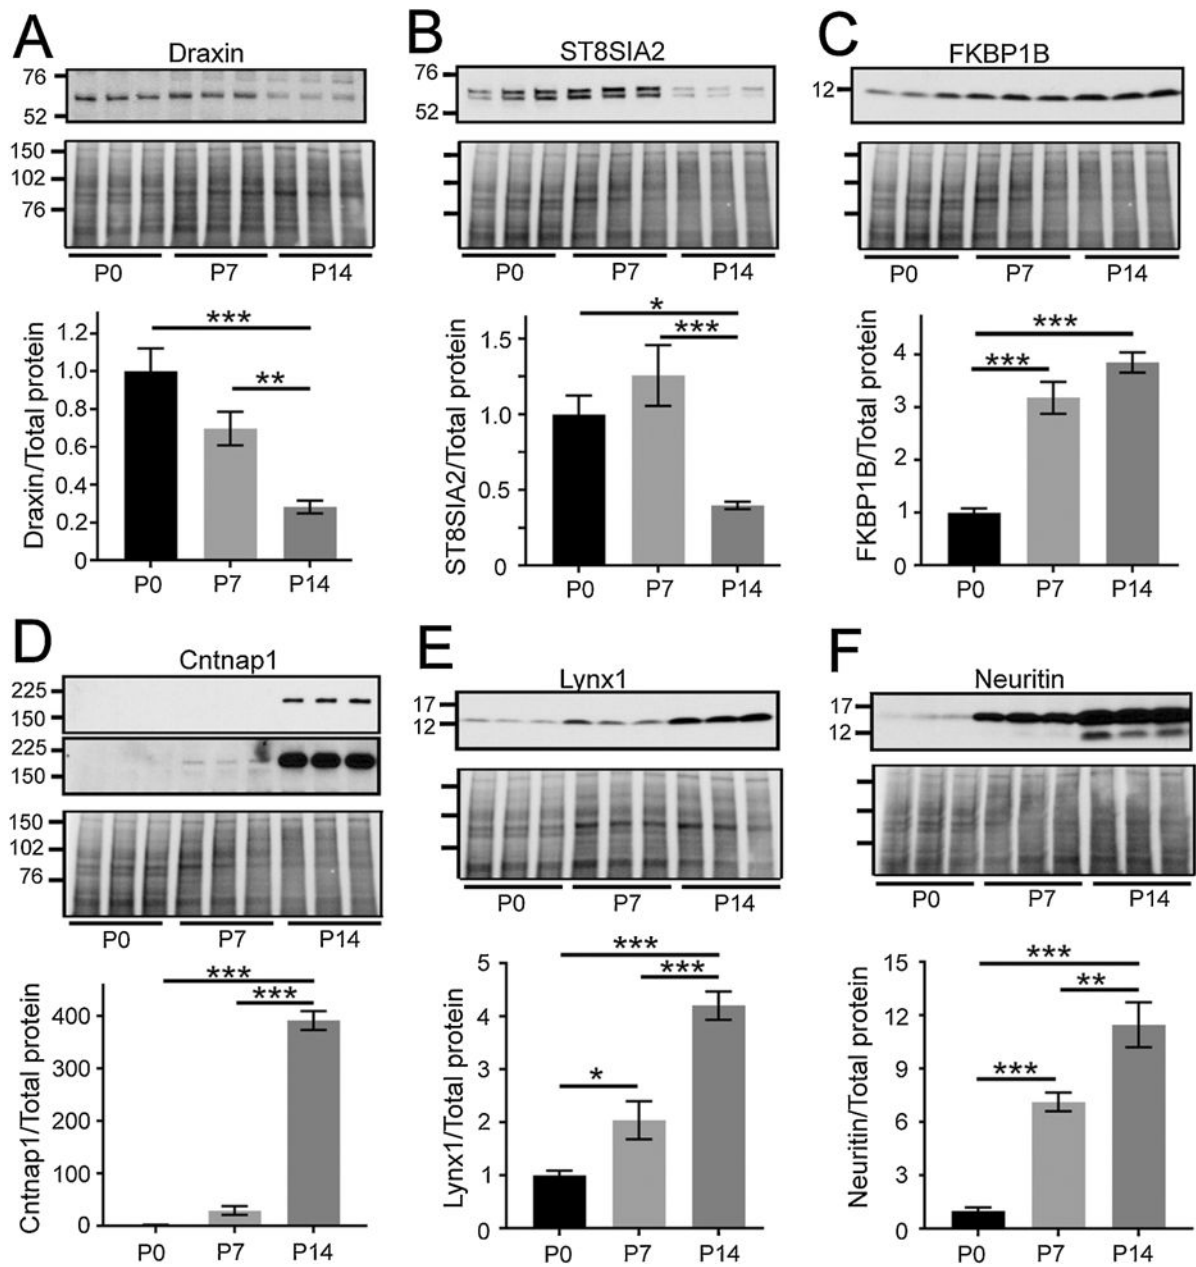 A
Draxin
76
52
150
102
76
P0 P7 P14
***
**
Draxin/Total protein
1.2
1.0
0.8
0.6
0.4
0.2
0
P0 P7 P14
B
ST8SIA2
76
52
P0 P7 P14
*
***
ST8SIA2/Total protein
1.5
1.0
0.5
0
P0 P7 P14
C
FKBP1B
12
P0 P7 P14
***
***
FKBP1B/Total protein
4
3
2
1
0
P0 P7 P14
D
Cntnap1
225
150
225
150
150
102
76
P0 P7 P14
***
***
Cntnap1/Total protein
400
300
200
100
0
P0 P7 P14
E
Lynx1
17
12
P0 P7 P14
***
***
*
Lynx1/Total protein
5
4
3
2
1
0
P0 P7 P14
F
Neuritin
17
12
P0 P7 P14
***
**
***
Neuritin/Total protein
15
12
9
6
3
0
P0 P7 P14